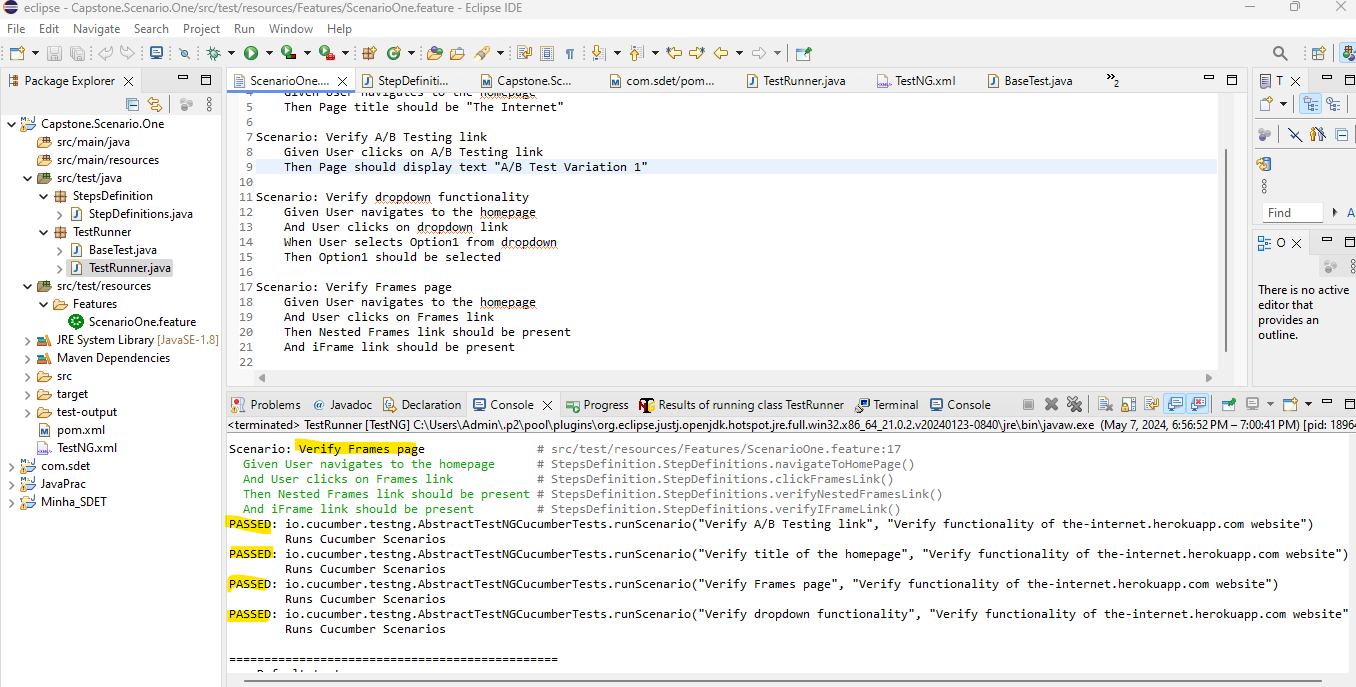 eclipse - Capstone.Scenario.One/src/test/resources/Features/ScenarioOne.feature - Eclipse IDE
File Edit Navigate Search Project Run Window Help
Package Explorer
Capstone.Scenario.One
src/main/java
src/main/resources
src/test/java
StepsDefinition
StepDefinitions.java
TestRunner
BaseTest.java
TestRunner.java
src/test/resources
Features
ScenarioOne.feature
JRE System Library [JavaSE-1.8]
Maven Dependencies
src
target
test-output
pom.xml
TestNG.xml
com.sdet
JavaPrac
Minha_SDET
ScenarioOne.... StepDefiniti... Capstone.Sc... com.sdet/pom... TestRunner.java TestNG.xml BaseTest.java »2
4 Given User navigates to the homepage
5 Then Page title should be "The Internet"
6
7 Scenario: Verify A/B Testing link
8 Given User clicks on A/B Testing link
9 Then Page should display text "A/B Test Variation 1"
10
11 Scenario: Verify dropdown functionality
12 Given User navigates to the homepage
13 And User clicks on dropdown link
14 When User selects Option1 from dropdown
15 Then Option1 should be selected
16
17 Scenario: Verify Frames page
18 Given User navigates to the homepage
19 And User clicks on Frames link
20 Then Nested Frames link should be present
21 And iFrame link should be present
22
T
Find A
O
There is no active
editor that
provides an
outline.
Problems @ Javadoc Declaration Console Progress Results of running class TestRunner Terminal Console
<terminated> TestRunner [TestNG] C:\Users\Admin\.p2\pool\plugins\org.eclipse.justj.openjdk.hotspot.jre.full.win32.x86_64_21.0.2.v20240123-0840\jre\bin\javaw.exe (May 7, 2024, 6:56:52 PM – 7:00:41 PM) [pid: 1896
Scenario: Verify Frames page # src/test/resources/Features/ScenarioOne.feature:17
Given User navigates to the homepage # StepsDefinition.StepDefinitions.navigateToHomePage()
And User clicks on Frames link # StepsDefinition.StepDefinitions.clickFramesLink()
Then Nested Frames link should be present # StepsDefinition.StepDefinitions.verifyNestedFramesLink()
And iFrame link should be present # StepsDefinition.StepDefinitions.verifyIFrameLink()
PASSED: io.cucumber.testng.AbstractTestNGCucumberTests.runScenario("Verify A/B Testing link", "Verify functionality of the-internet.herokuapp.com website")
Runs Cucumber Scenarios
PASSED: io.cucumber.testng.AbstractTestNGCucumberTests.runScenario("Verify title of the homepage", "Verify functionality of the-internet.herokuapp.com website")
Runs Cucumber Scenarios
PASSED: io.cucumber.testng.AbstractTestNGCucumberTests.runScenario("Verify Frames page", "Verify functionality of the-internet.herokuapp.com website")
Runs Cucumber Scenarios
PASSED: io.cucumber.testng.AbstractTestNGCucumberTests.runScenario("Verify dropdown functionality", "Verify functionality of the-internet.herokuapp.com website"
Runs Cucumber Scenarios
===============================================